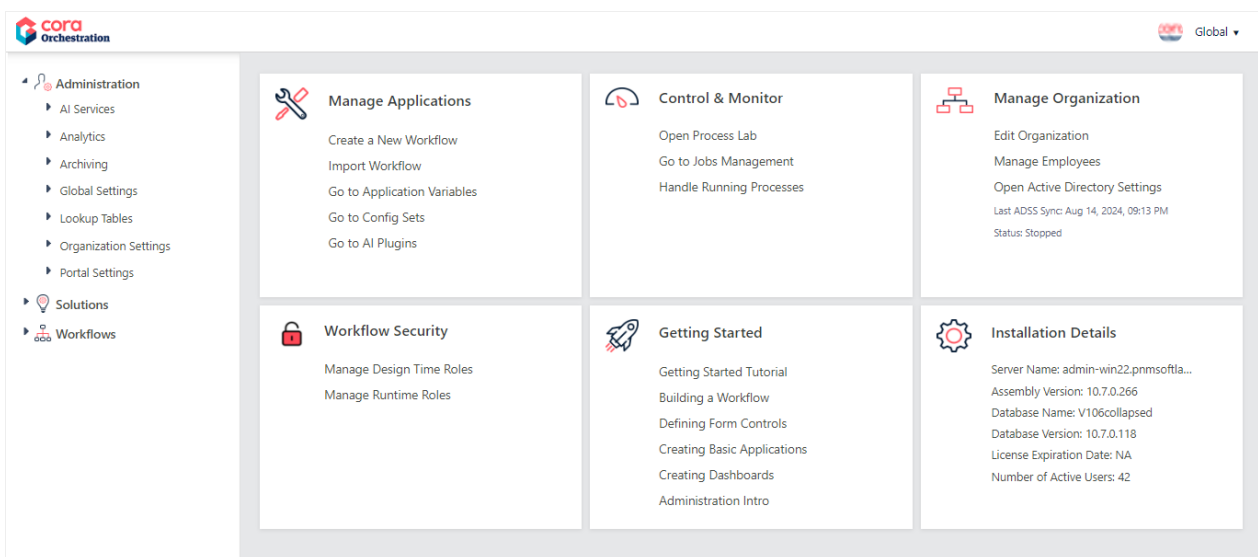 cora
Orchestration
Global
Administration
AI Services
Analytics
Archiving
Global Settings
Lookup Tables
Organization Settings
Portal Settings
Solutions
Workflows
Manage Applications
Create a New Workflow
Import Workflow
Go to Application Variables
Go to Config Sets
Go to AI Plugins
Control & Monitor
Open Process Lab
Go to Jobs Management
Handle Running Processes
Manage Organization
Edit Organization
Manage Employees
Open Active Directory Settings
Last ADSS Sync: Aug 14, 2024, 09:13 PM
Status: Stopped
Workflow Security
Manage Design Time Roles
Manage Runtime Roles
Getting Started
Getting Started Tutorial
Building a Workflow
Defining Form Controls
Creating Basic Applications
Creating Dashboards
Administration Intro
Installation Details
Server Name: admin-win22.pnmsoftla...
Assembly Version: 10.7.0.266
Database Name: V106collapsed
Database Version: 10.7.0.118
License Expiration Date: NA
Number of Active Users: 42